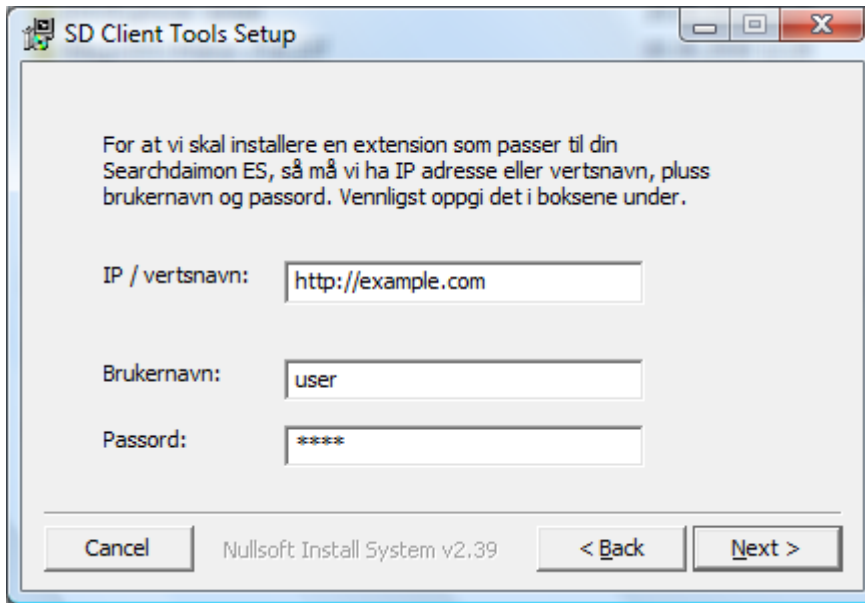 SD Client Tools Setup
For at vi skal installere en extension som passer til din
Searchdaimon ES, så må vi ha IP adresse eller vertsnavn, pluss
brukernavn og passord. Vennligst oppgi det i boksene under.
IP / vertsnavn: http://example.com
Brukernavn: user
Passord: ****
Cancel Nullsoft Install System v2.39 < Back Next >